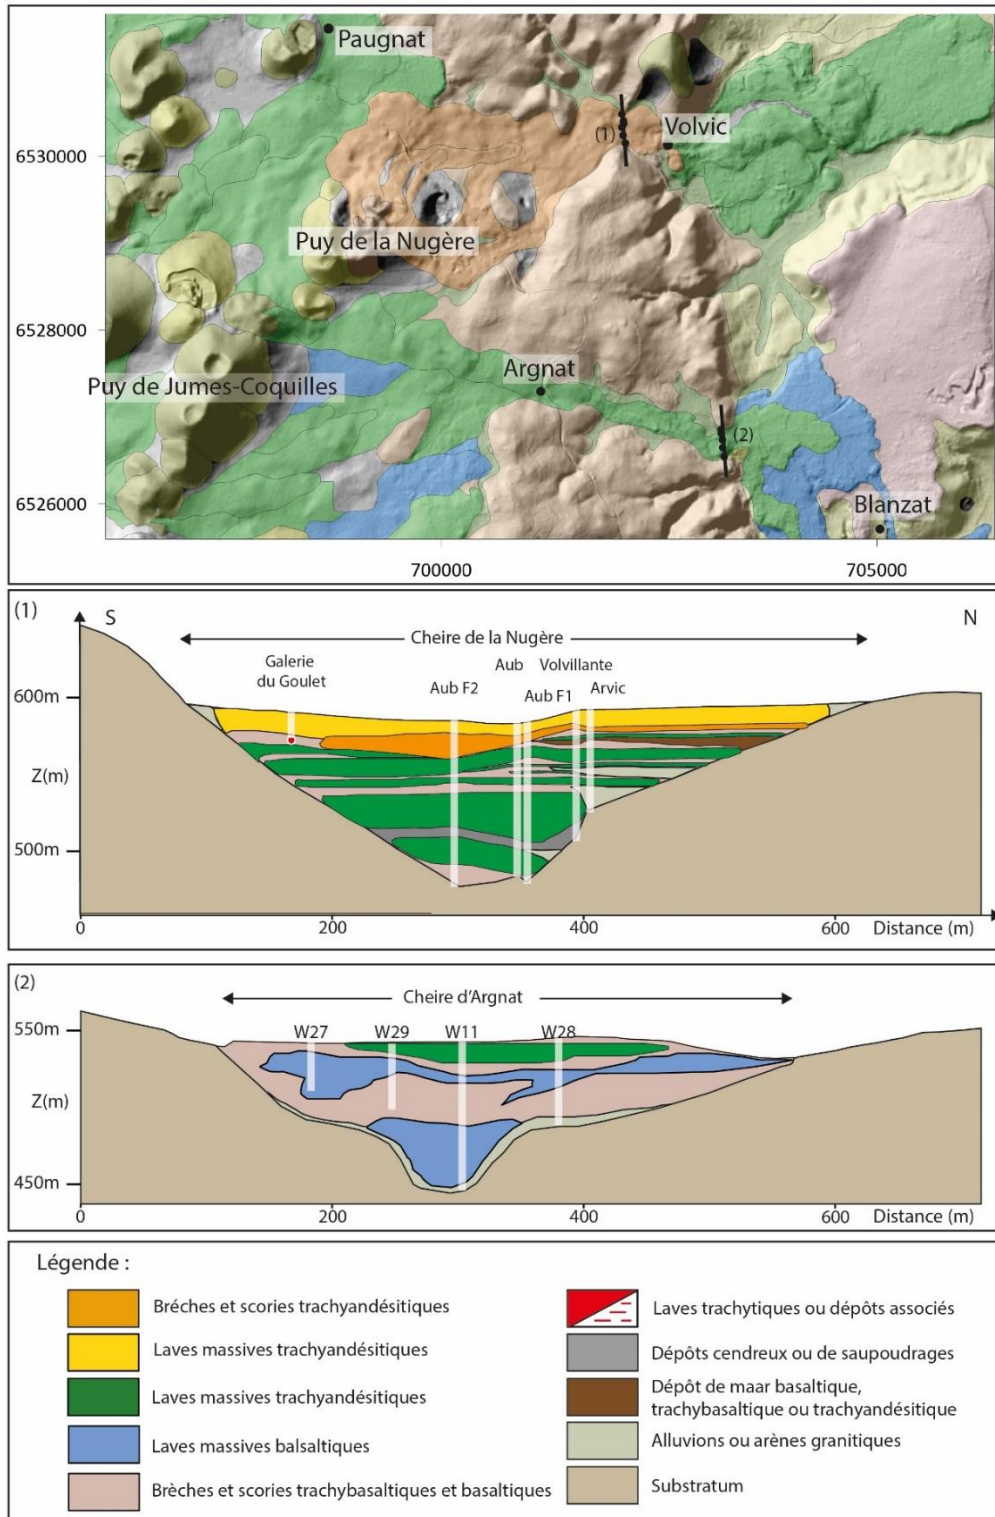 Paugnat
6530000
(1)
Volvic
Puy de la Nugère
6528000
Puy de Jumes-Coquilles
Argnat
(2)
6526000
Blanzat
700000
705000
(1)
S
N
Cheire de la Nugère
Galerie
du Goulet
Aub
Volvillante
Aub F2
Aub F1
Arvic
600m
Z(m)
500m
0
200
400
600
Distance (m)
(2)
Cheire d'Argnat
550m
W27
W29
W11
W28
Z(m)
450m
0
200
400
600
Distance (m)
Légende :
Bréches et scories trachyandésitiques
Laves massives trachyandésitiques
Laves massives trachyandésitiques
Laves massives balsaltiques
Brèches et scories trachybasaltiques et basaltiques
Laves trachytiques ou dépôts associés
Dépôts cendreux ou de saupoudrages
Dépôt de maar basaltique,
trachybasaltique ou trachyandésitique
Alluvions ou arènes granitiques
Substratum